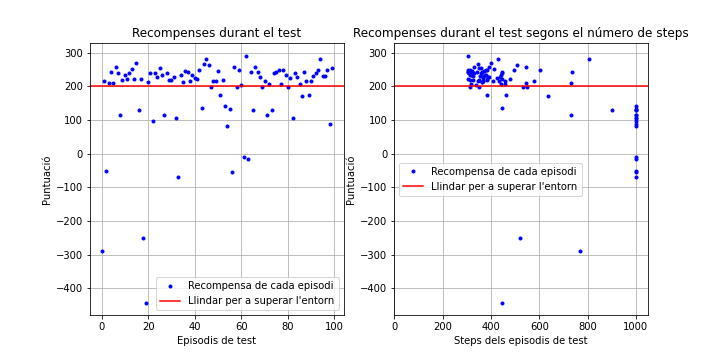 Recompenses durant el test
300
200
100
0
−100
−200
−300
−400
Puntuació
0
20
40
60
80
100
Episodis de test
Recompensa de cada episodi
Llindar per a superar l'entorn
Recompenses durant el test segons el número de steps
300
200
100
0
−100
−200
−300
−400
Puntuació
0
200
400
600
800
1000
Steps dels episodis de test
Recompensa de cada episodi
Llindar per a superar l'entorn